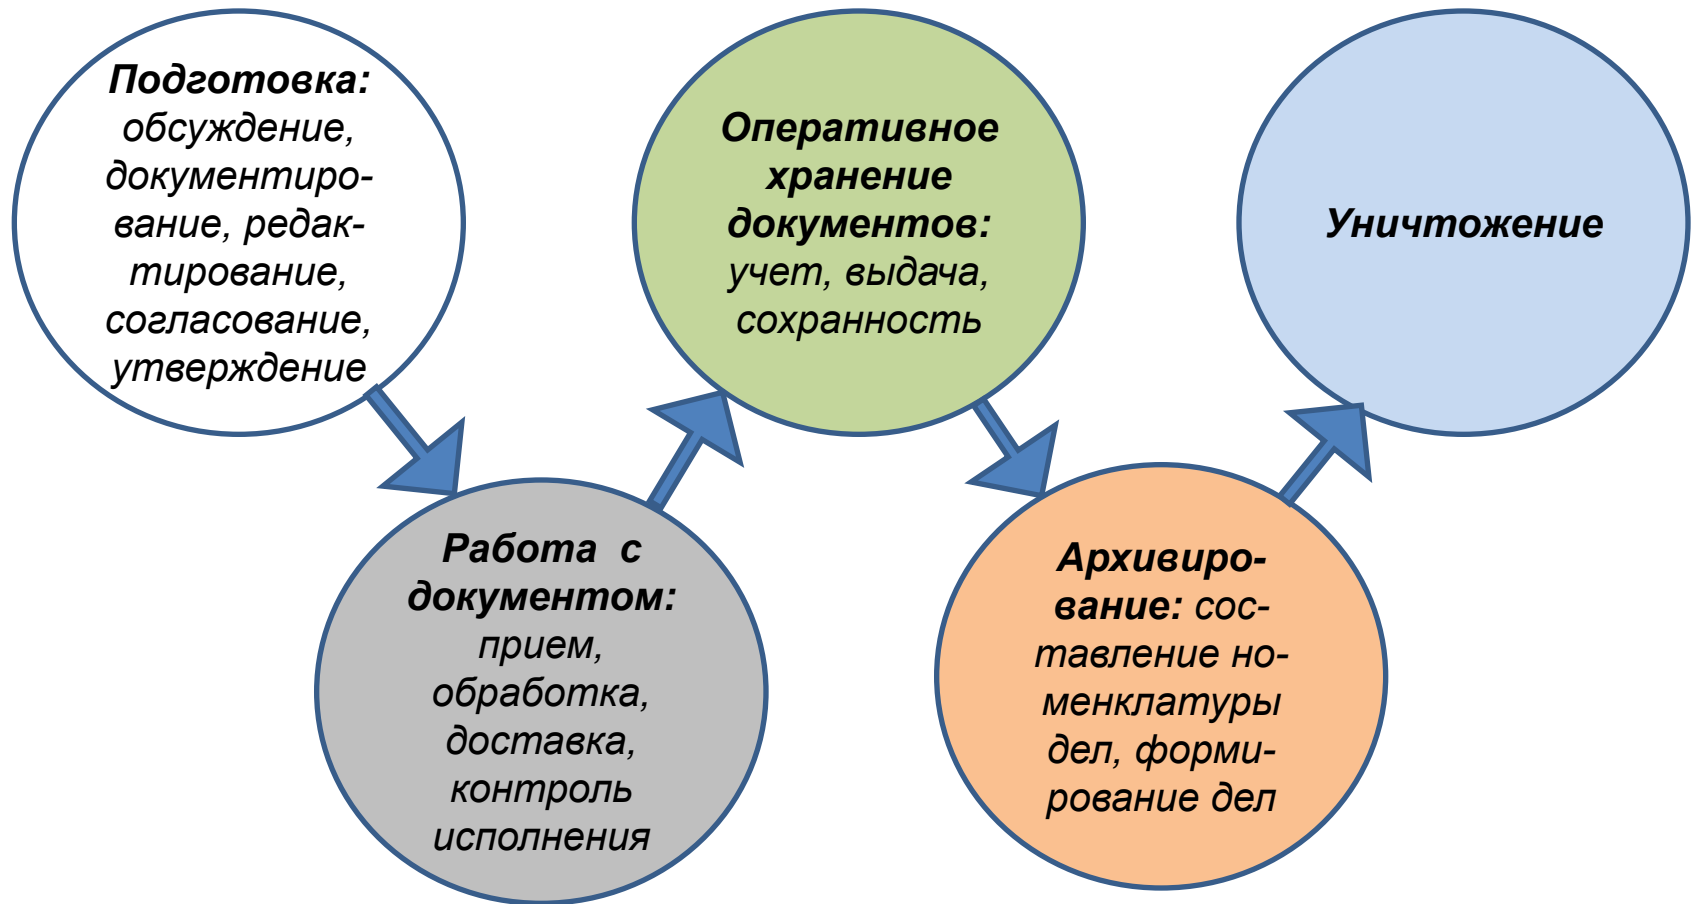 Подготовка:
обсуждение,
документиро-
вание, редак-
тирование,
согласование,
утверждение
Работа с
документом:
прием,
обработка,
доставка,
контроль
исполнения
Оперативное
хранение
документов:
учет, выдача,
сохранность
Архивиро-
вание: сос-
тавление но-
менклатуры
дел, форми-
рование дел
Уничтожение